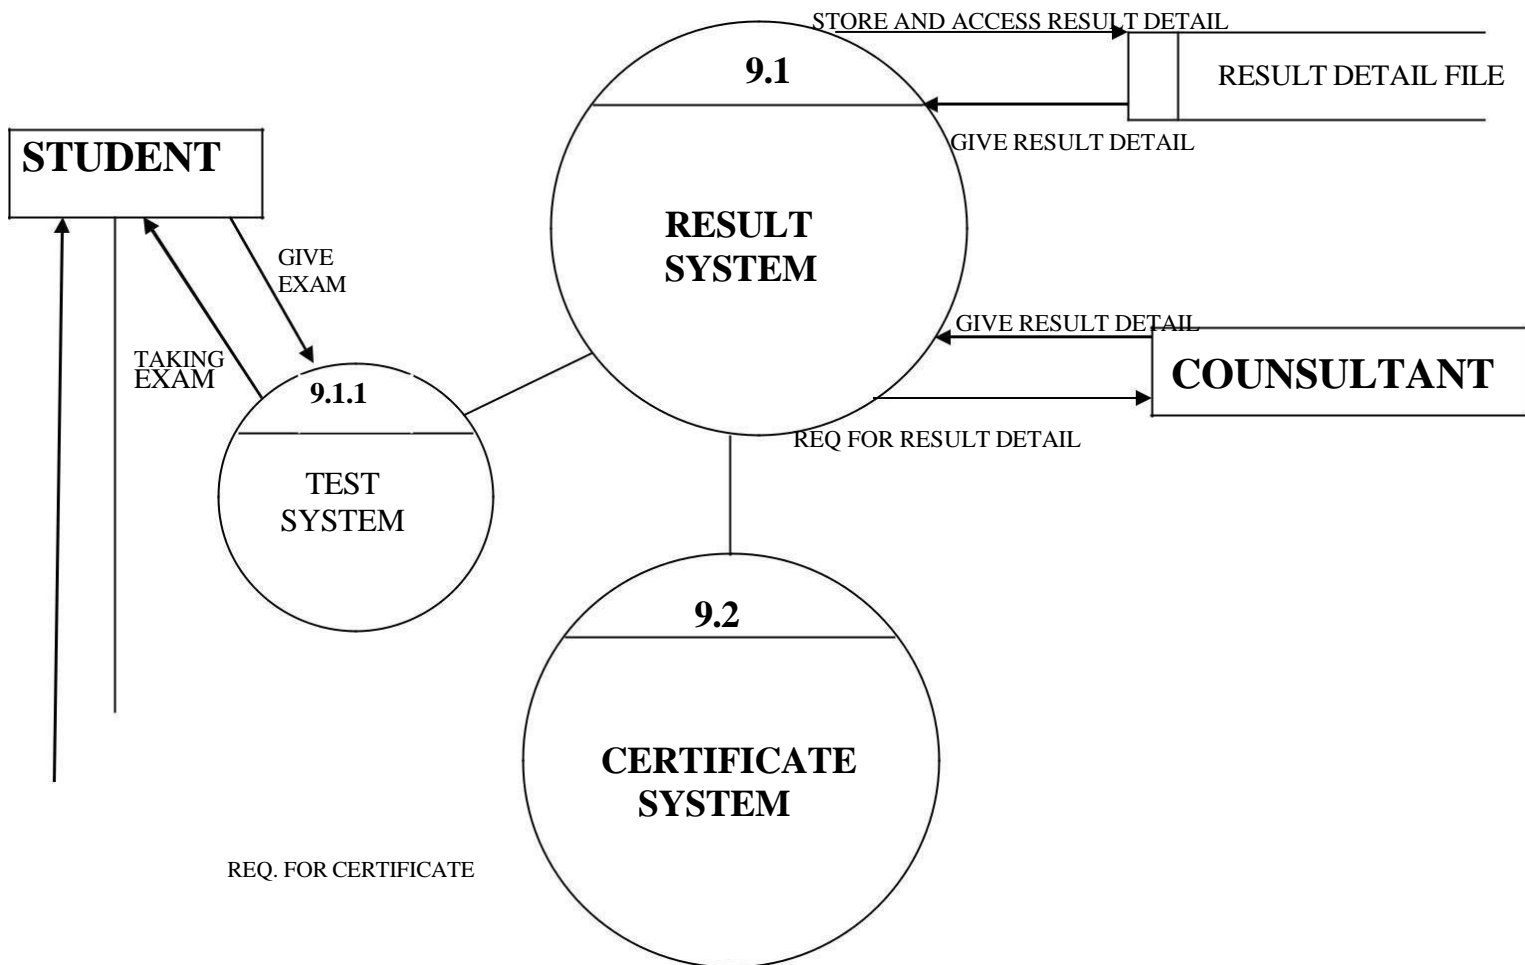 STORE AND ACCESS RESULT DETAIL
9.1
RESULT DETAIL FILE
GIVE RESULT DETAIL
STUDENT
RESULT
SYSTEM
GIVE
EXAM
GIVE RESULT DETAIL
TAKING
EXAM
COUNSULTANT
9.1.1
REQ FOR RESULT DETAIL
TEST
SYSTEM
9.2
CERTIFICATE
SYSTEM
REQ. FOR CERTIFICATE